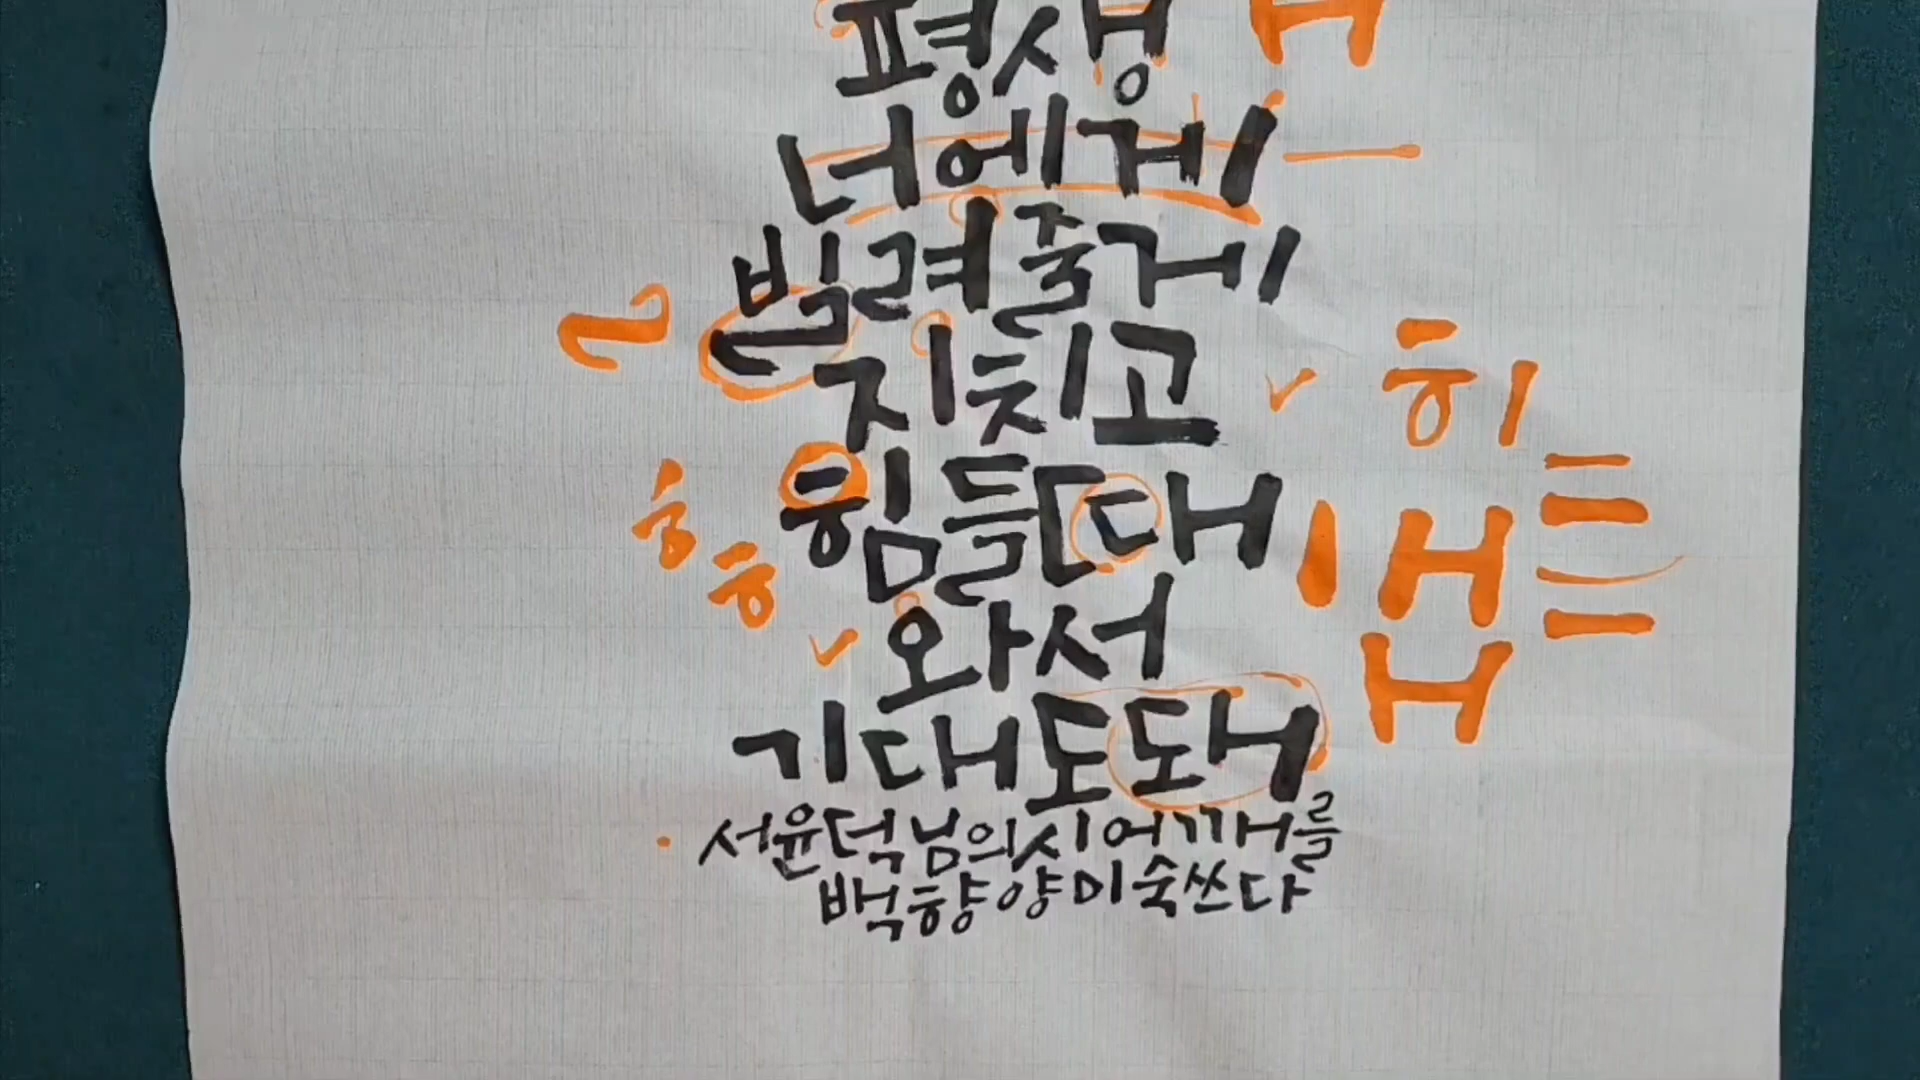 평생
너에게
빌려줄게
지치고
힘들때
와서
기대도돼
서윤덕님의시어깨를
백향양미숙쓰다